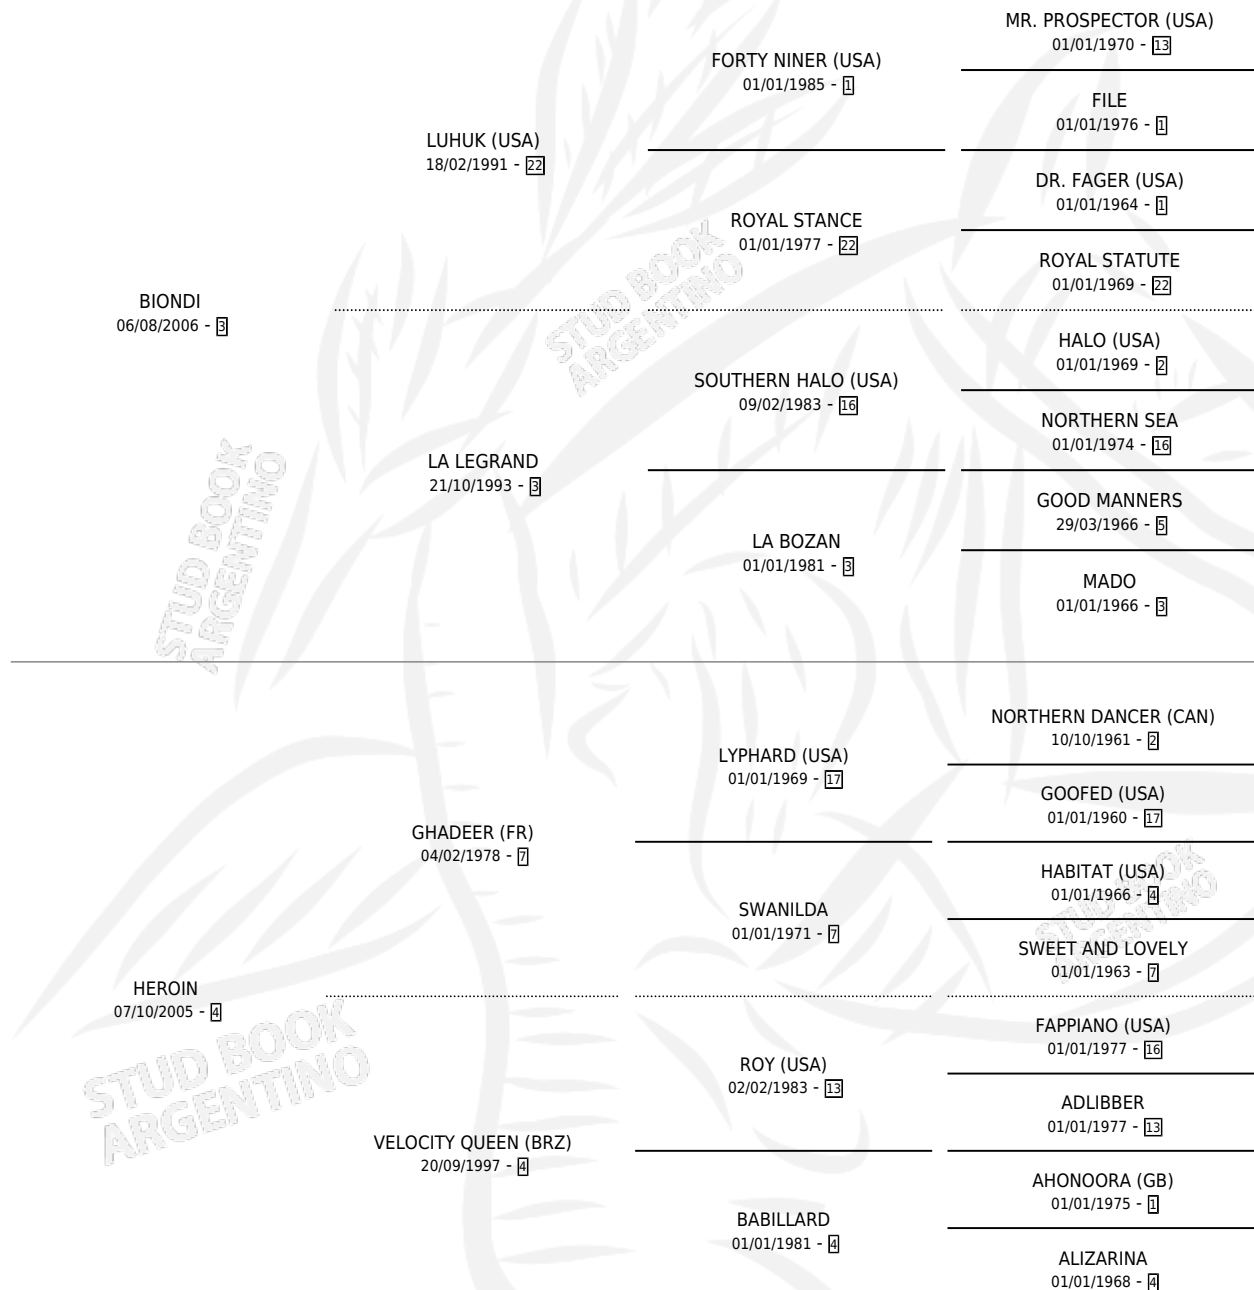 MR. PROSPECTOR (USA)
01/01/1970 - 13
FORTY NINER (USA)
01/01/1985 - 1
FILE
01/01/1976 - 1
LUHUK (USA)
18/02/1991 - 22
DR. FAGER (USA)
01/01/1964 - 1
ROYAL STANCE
01/01/1977 - 22
ROYAL STATUTE
01/01/1969 - 22
BIONDI
06/08/2006 - 3
HALO (USA)
01/01/1969 - 2
SOUTHERN HALO (USA)
09/02/1983 - 16
NORTHERN SEA
01/01/1974 - 16
LA LEGRAND
21/10/1993 - 3
GOOD MANNERS
29/03/1966 - 5
LA BOZAN
01/01/1981 - 3
MADO
01/01/1966 - 3
STUD BOOK
ARGENTINO
STUD BOOK
ARGENTINO
NORTHERN DANCER (CAN)
10/10/1961 - 2
LYPHARD (USA)
01/01/1969 - 17
GOOFED (USA)
01/01/1960 - 17
GHADEER (FR)
04/02/1978 - 7
HABITAT (USA)
01/01/1966 - 4
SWANILDA
01/01/1971 - 7
SWEET AND LOVELY
01/01/1963 - 7
HEROIN
07/10/2005 - 4
FAPPIANO (USA)
01/01/1977 - 16
ROY (USA)
02/02/1983 - 13
ADLIBBER
01/01/1977 - 13
VELOCITY QUEEN (BRZ)
20/09/1997 - 4
AHONOORA (GB)
01/01/1975 - 1
BABILLARD
01/01/1981 - 4
ALIZARINA
01/01/1968 - 4
STUD BOOK
ARGENTINO
STUD BOOK
ARGENTINO